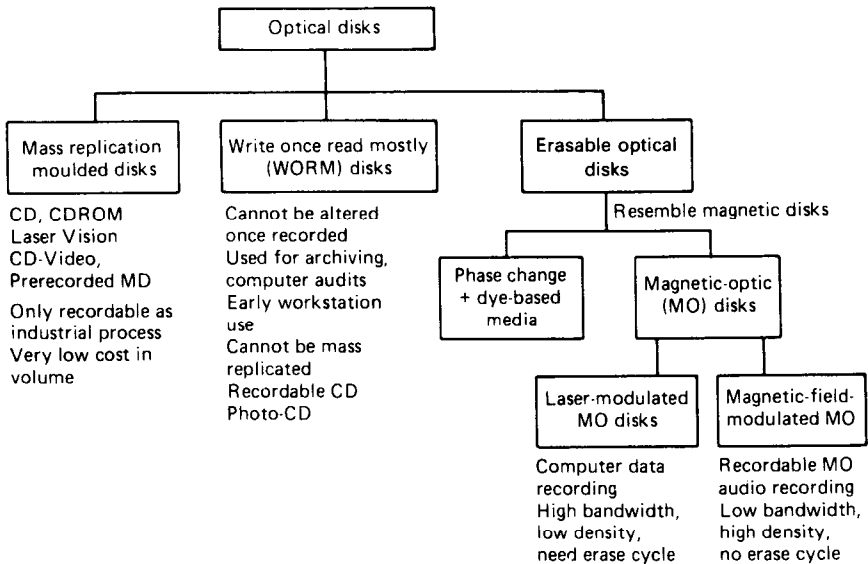 Optical disks
Mass replication
moulded disks
CD, CDROM
Laser Vision
CD-Video,
Prerecorded MD
Only recordable as
industrial process
Very low cost in
volume
Write once read mostly
(WORM) disks
Cannot be altered
once recorded
Used for archiving,
computer audits
Early workstation
use
Cannot be mass
replicated
Recordable CD
Photo-CD
Erasable optical
disks
Resemble magnetic disks
Phase change
+ dye-based
media
Magnetic-optic
(MO) disks
Laser-modulated
MO disks
Computer data
recording
High bandwidth,
low density,
need erase cycle
Magnetic-field-
modulated MO
Recordable MO
audio recording
Low bandwidth,
high density,
no erase cycle